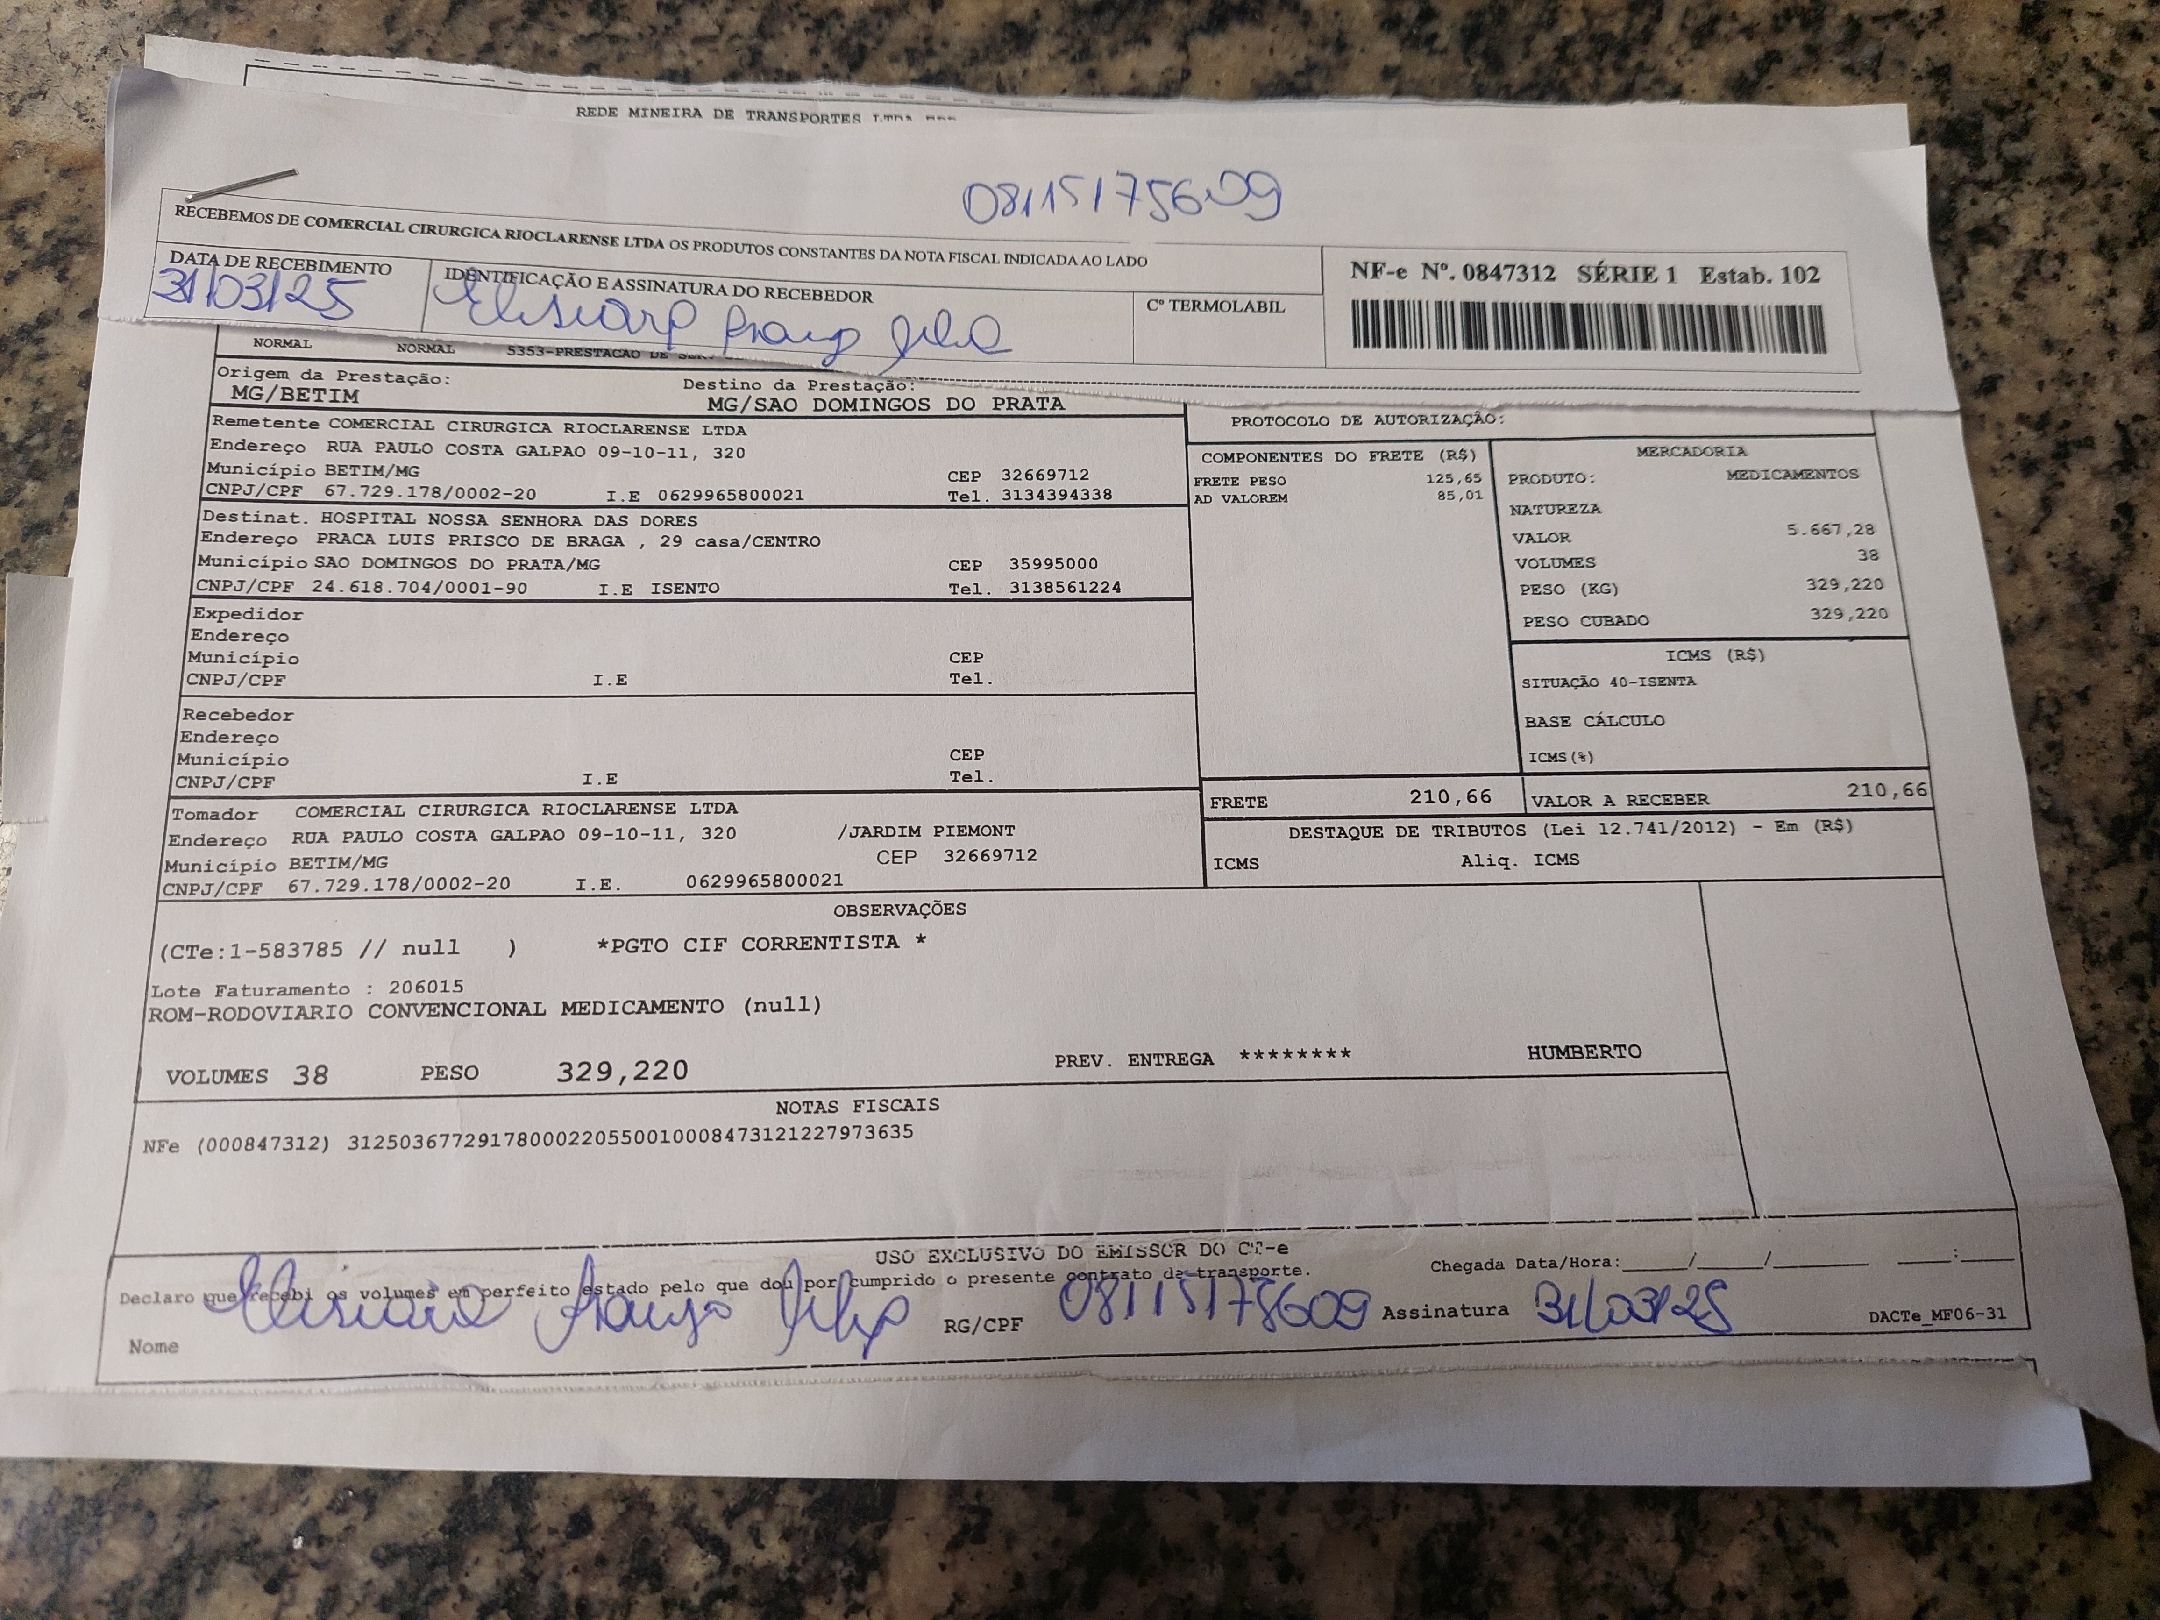 REDE MINEIRA DE TRANSPORTES LTDA
08115175609
RECEBEMOS DE COMERCIAL CIRURGICA RIOCLARENSE LTDA OS PRODUTOS CONSTANTES DA NOTA FISCAL INDICADA AO LADO
DATA DE RECEBIMENTO
31/03/25
IDENTIFICAÇÃO E ASSINATURA DO RECEBEDOR
Cº TERMOLABIL
NF-e Nº. 0847312 SÉRIE 1 Estab. 102
NORMAL NORMAL 5353-PRESTACAO DE
Origem da Prestação:
MG/BETIM
Destino da Prestação:
MG/SAO DOMINGOS DO PRATA
Remetente COMERCIAL CIRURGICA RIOCLARENSE LTDA
Endereço RUA PAULO COSTA GALPAO 09-10-11, 320
Município BETIM/MG CEP 32669712
CNPJ/CPF 67.729.178/0002-20 I.E 0629965800021 Tel. 3134394338
Destinat. HOSPITAL NOSSA SENHORA DAS DORES
Endereço PRACA LUIS PRISCO DE BRAGA , 29 casa/CENTRO
Município SAO DOMINGOS DO PRATA/MG CEP 35995000
CNPJ/CPF 24.618.704/0001-90 I.E ISENTO Tel. 3138561224
Expedidor
Endereço
Município CEP
CNPJ/CPF I.E Tel.
Recebedor
Endereço
Município CEP
CNPJ/CPF I.E Tel.
Tomador COMERCIAL CIRURGICA RIOCLARENSE LTDA
Endereço RUA PAULO COSTA GALPAO 09-10-11, 320 /JARDIM PIEMONT
Município BETIM/MG CEP 32669712
CNPJ/CPF 67.729.178/0002-20 I.E. 0629965800021
PROTOCOLO DE AUTORIZAÇÃO:
COMPONENTES DO FRETE (R$)
FRETE PESO 125,65
AD VALOREM 85,01
MERCADORIA
PRODUTO: MEDICAMENTOS
NATUREZA
VALOR 5.667,28
VOLUMES 38
PESO (KG) 329,220
PESO CUBADO 329,220
ICMS (R$)
SITUAÇÃO 40-ISENTA
BASE CÁLCULO
ICMS(%)
FRETE 210,66 VALOR A RECEBER 210,66
DESTAQUE DE TRIBUTOS (Lei 12.741/2012) - Em (R$)
ICMS Aliq. ICMS
OBSERVAÇÕES
(CTe:1-583785 // null ) *PGTO CIF CORRENTISTA *
Lote Faturamento : 206015
ROM-RODOVIARIO CONVENCIONAL MEDICAMENTO (null)
VOLUMES 38 PESO 329,220 PREV. ENTREGA ******** HUMBERTO
NOTAS FISCAIS
NFe (000847312) 31250367729178000220550010008473121227973635
USO EXCLUSIVO DO EMISSOR DO CT-e
Declaro que recebi os volumes em perfeito estado pelo que dou por cumprido o presente contrato de transporte.
Chegada Data/Hora:_____/_____/_______ ____:____
Nome RG/CPF 08115175609 Assinatura 31/03/25
DACTe_MF06-31